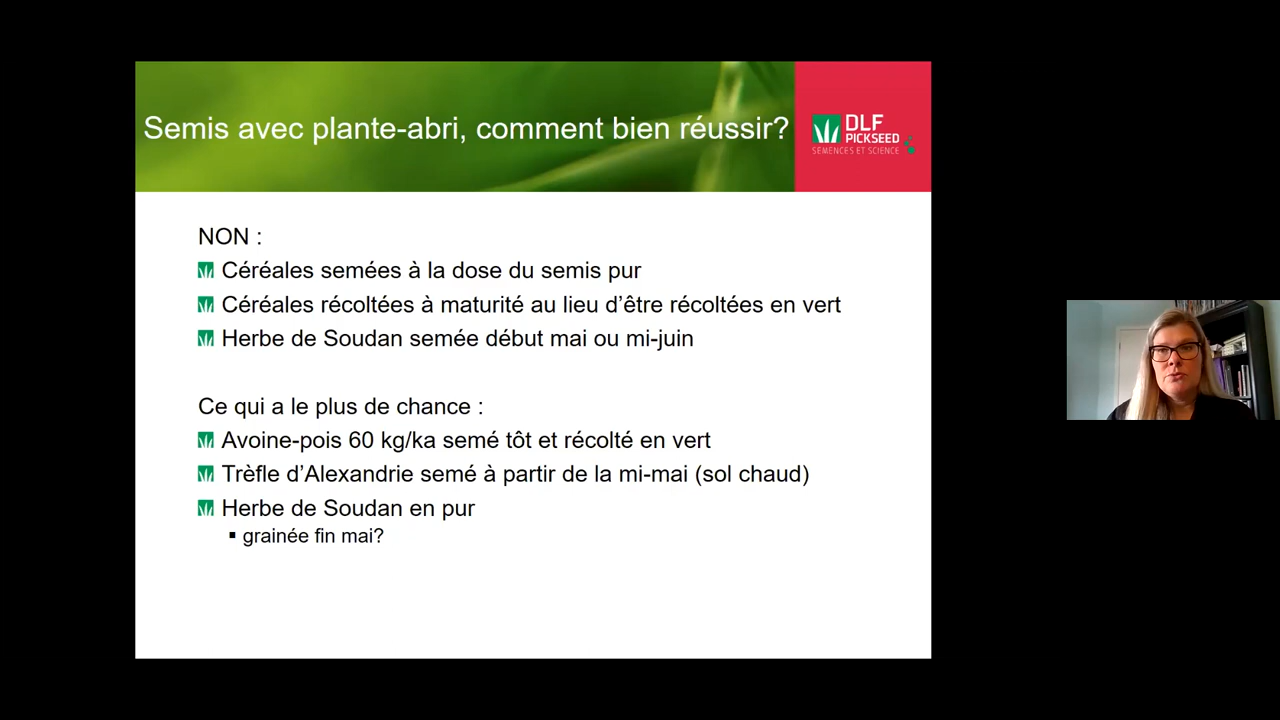 Semis avec plante-abri, comment bien réussir?
DLF
PICKSEED
SEMENCES ET SCIENCE
NON :
Céréales semées à la dose du semis pur
Céréales récoltées à maturité au lieu d’être récoltées en vert
Herbe de Soudan semée début mai ou mi-juin
Ce qui a le plus de chance :
Avoine-pois 60 kg/ka semé tôt et récolté en vert
Trèfle d’Alexandrie semé à partir de la mi-mai (sol chaud)
Herbe de Soudan en pur
grainée fin mai?